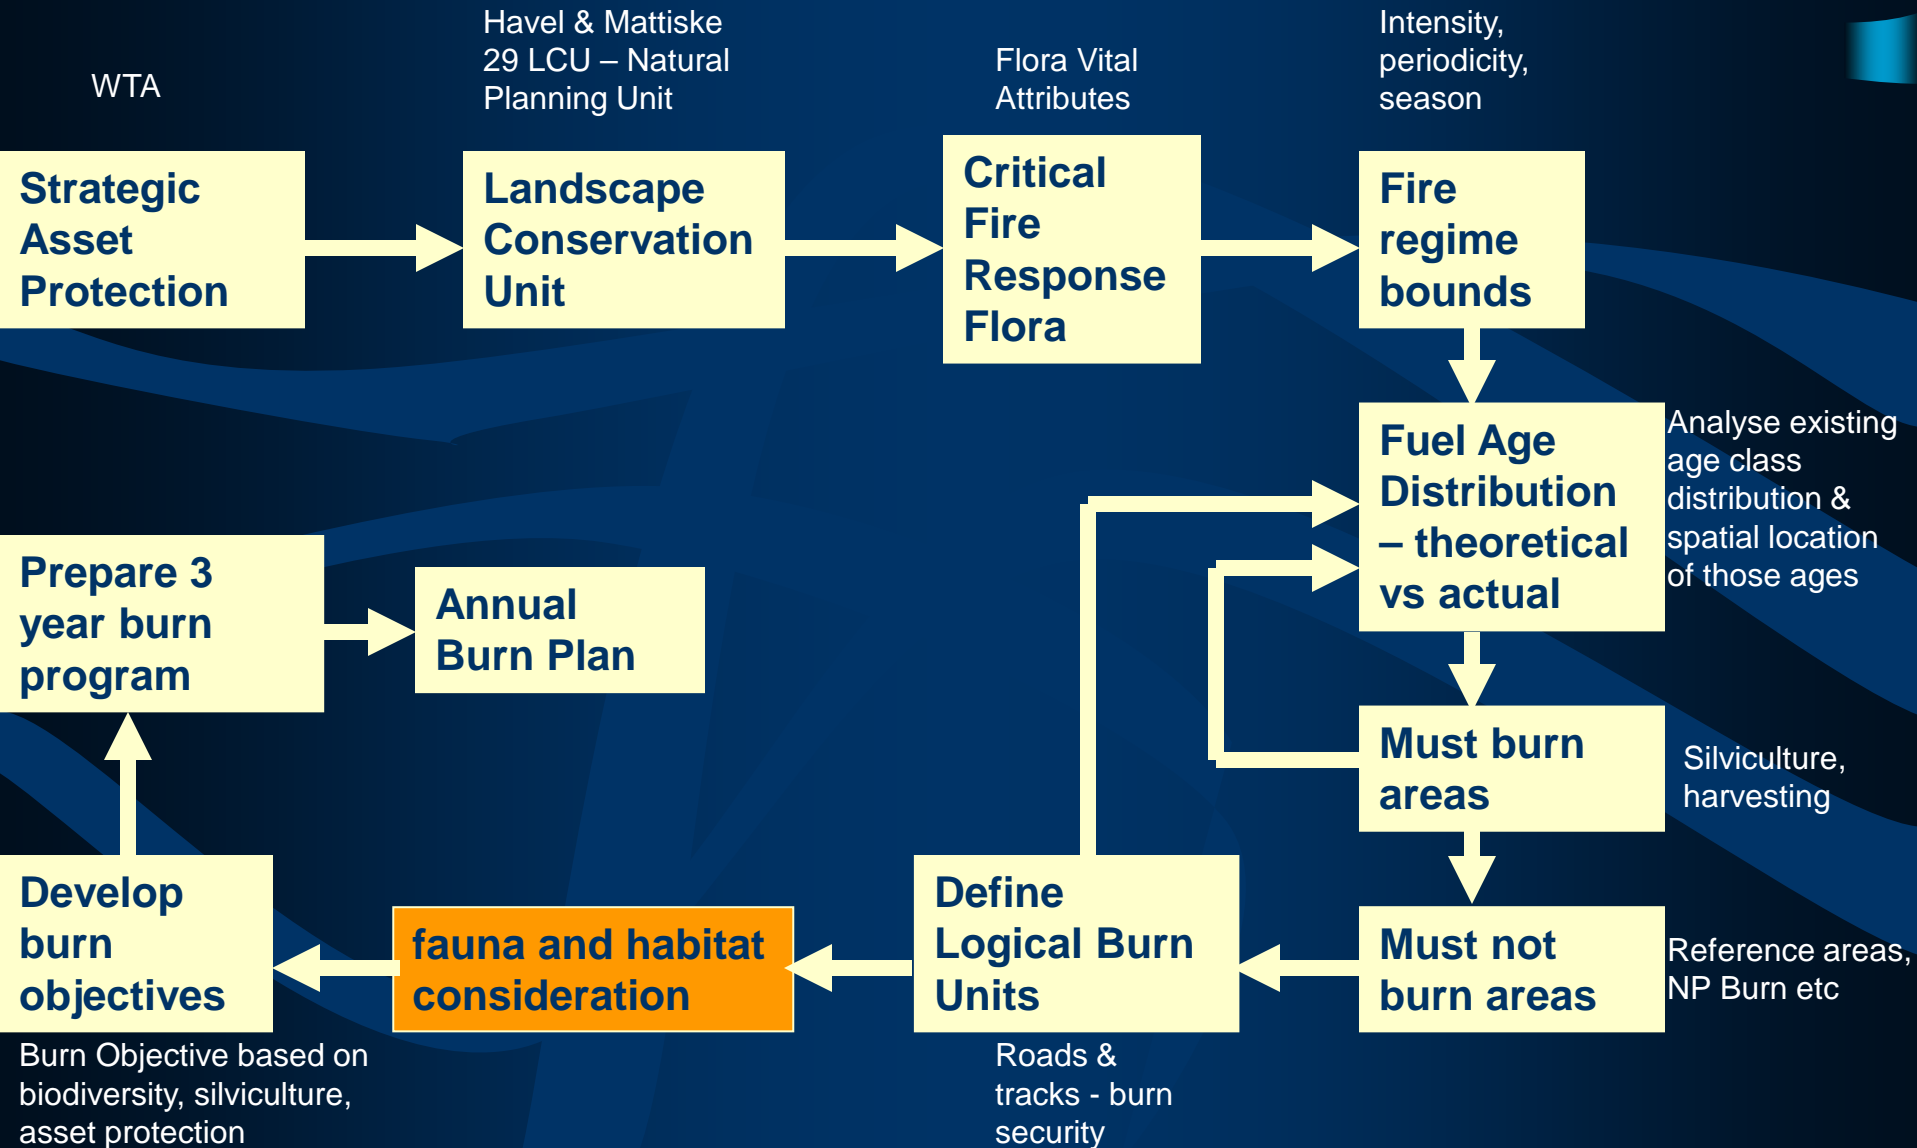 WTA
Havel & Mattiske
29 LCU – Natural
Planning Unit
Flora Vital
Attributes
Intensity,
periodicity,
season
Strategic
Asset
Protection
Landscape
Conservation
Unit
Critical
Fire
Response
Flora
Fire
regime
bounds
Fuel Age
Distribution
– theoretical
vs actual
Analyse existing
age class
distribution &
spatial location
of those ages
Prepare 3
year burn
program
Annual
Burn Plan
Must burn
areas
Silviculture,
harvesting
Develop
burn
objectives
fauna and habitat
consideration
Define
Logical Burn
Units
Must not
burn areas
Reference areas,
NP Burn etc
Burn Objective based on
biodiversity, silviculture,
asset protection
Roads &
tracks - burn
security